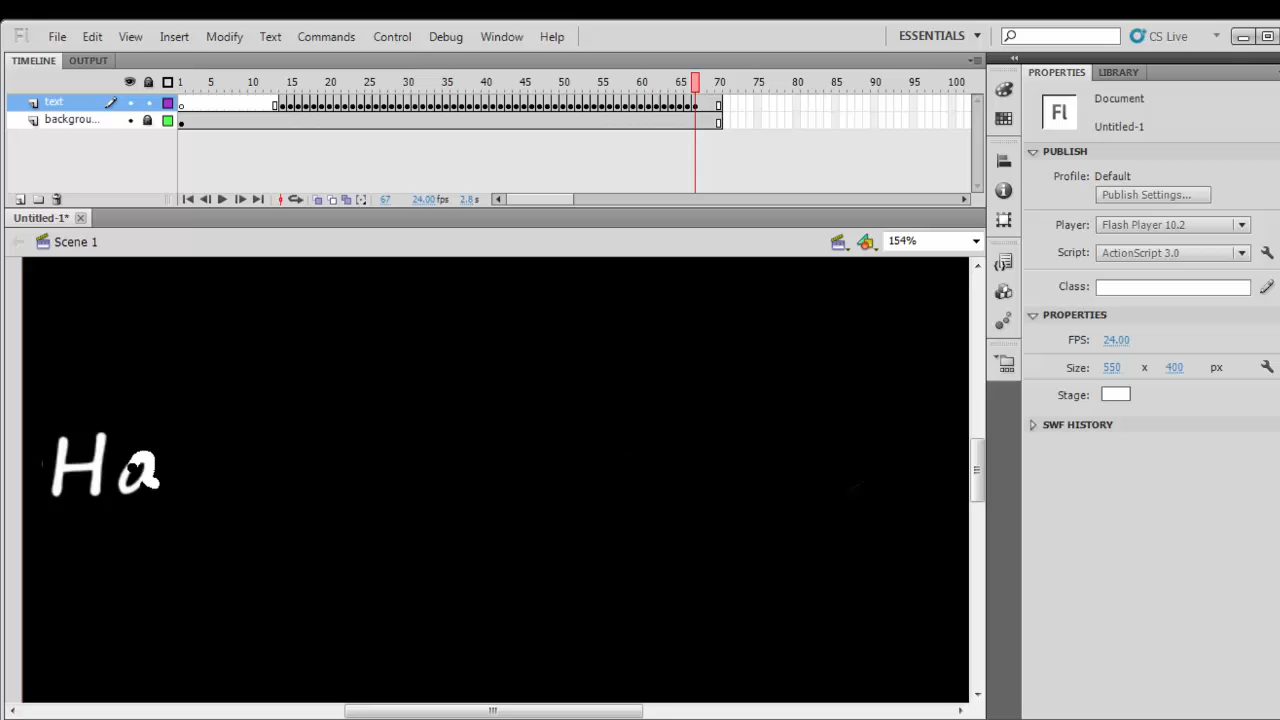 Fl File Edit View Insert Modify Text Commands Control Debug Window Help ESSENTIALS CS Live
TIMELINE OUTPUT
1 5 10 15 20 25 30 35 40 45 50 55 60 65 70 75 80 85 90 95 100
text
backgrou...
67 24.00 fps 2.8 s
Untitled-1*
Scene 1 154%
Ha
PROPERTIES LIBRARY
Fl Document
Untitled-1
PUBLISH
Profile: Default
Publish Settings...
Player: Flash Player 10.2
Script: ActionScript 3.0
Class:
PROPERTIES
FPS: 24.00
Size: 550 x 400 px
Stage:
SWF HISTORY